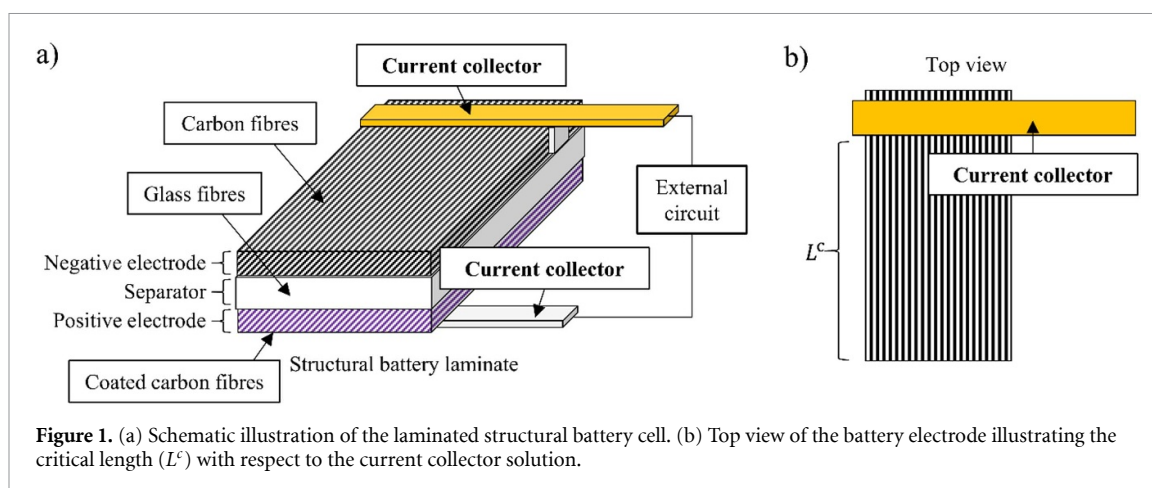 a)
Current collector
Carbon fibres
Glass fibres
Negative electrode
Separator
Positive electrode
Coated carbon fibres
Structural battery laminate
Current collector
External
circuit
b)
Top view
Current collector
Lᶜ
Figure 1. (a) Schematic illustration of the laminated structural battery cell. (b) Top view of the battery electrode illustrating the
critical length (Lᶜ) with respect to the current collector solution.